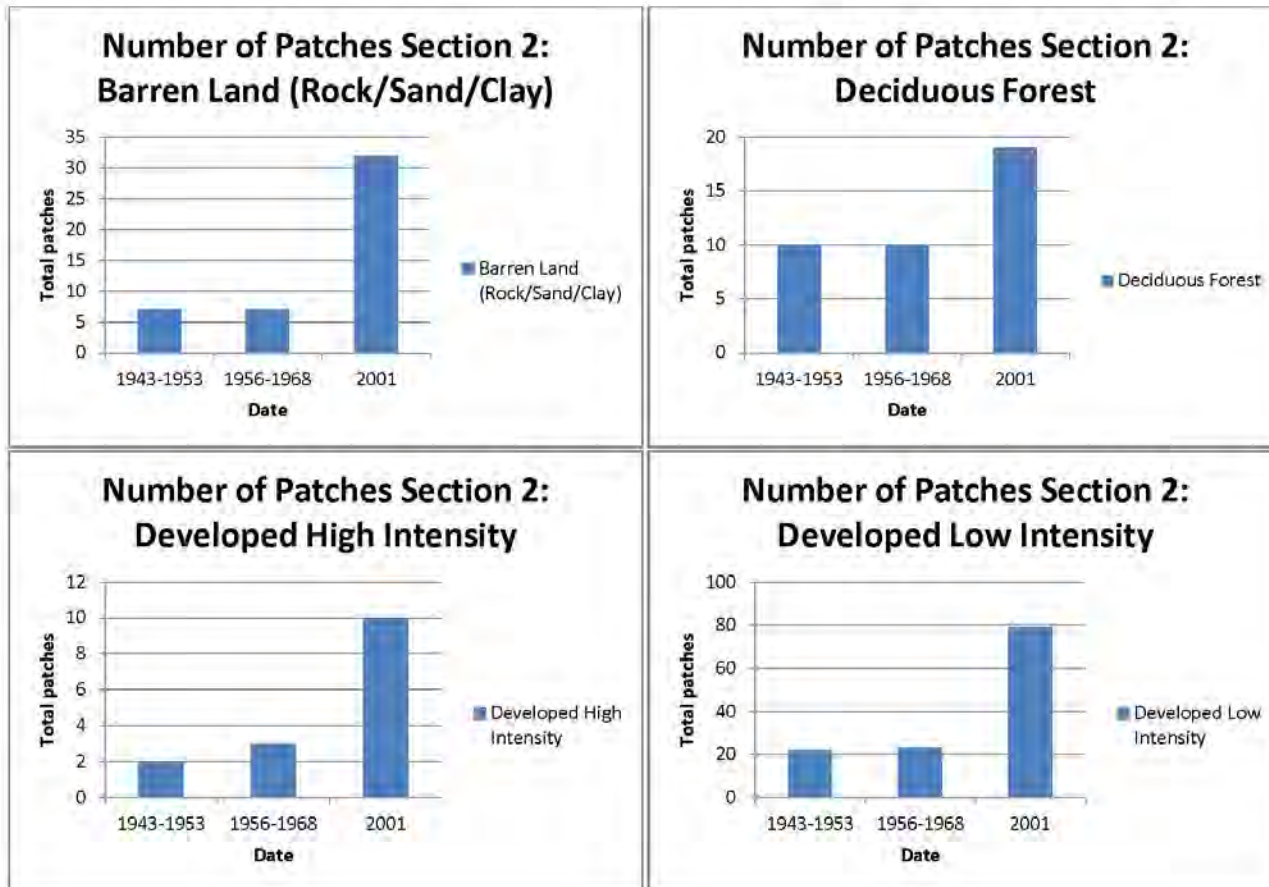 Number of Patches Section 2:
Barren Land (Rock/Sand/Clay)
35
30
25
20
15
10
5
0
Total patches
1943-1953 1956-1968 2001
Date
Barren Land
(Rock/Sand/Clay)
Number of Patches Section 2:
Deciduous Forest
20
15
10
5
0
Total patches
1943-1953 1956-1968 2001
Date
Deciduous Forest
Number of Patches Section 2:
Developed High Intensity
12
10
8
6
4
2
0
Total patches
1943-1953 1956-1968 2001
Date
Developed High
Intensity
Number of Patches Section 2:
Developed Low Intensity
100
80
60
40
20
0
Total patches
1943-1953 1956-1968 2001
Date
Developed Low
Intensity